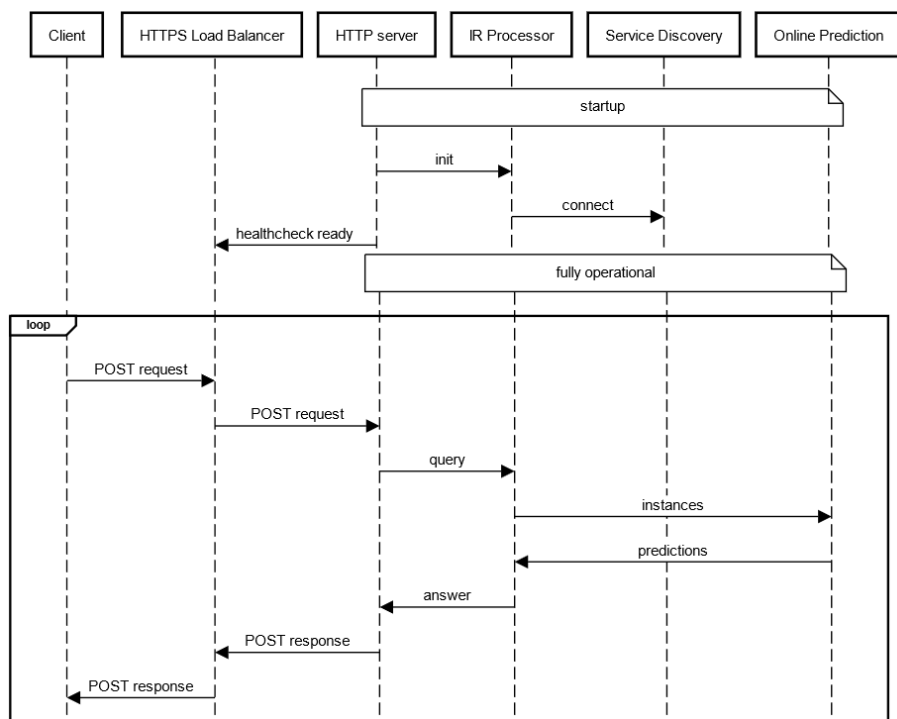 Client
HTTPS Load Balancer
HTTP server
IR Processor
Service Discovery
Online Prediction
startup
init
connect
healthcheck ready
fully operational
loop
POST request
POST request
query
instances
predictions
answer
POST response
POST response